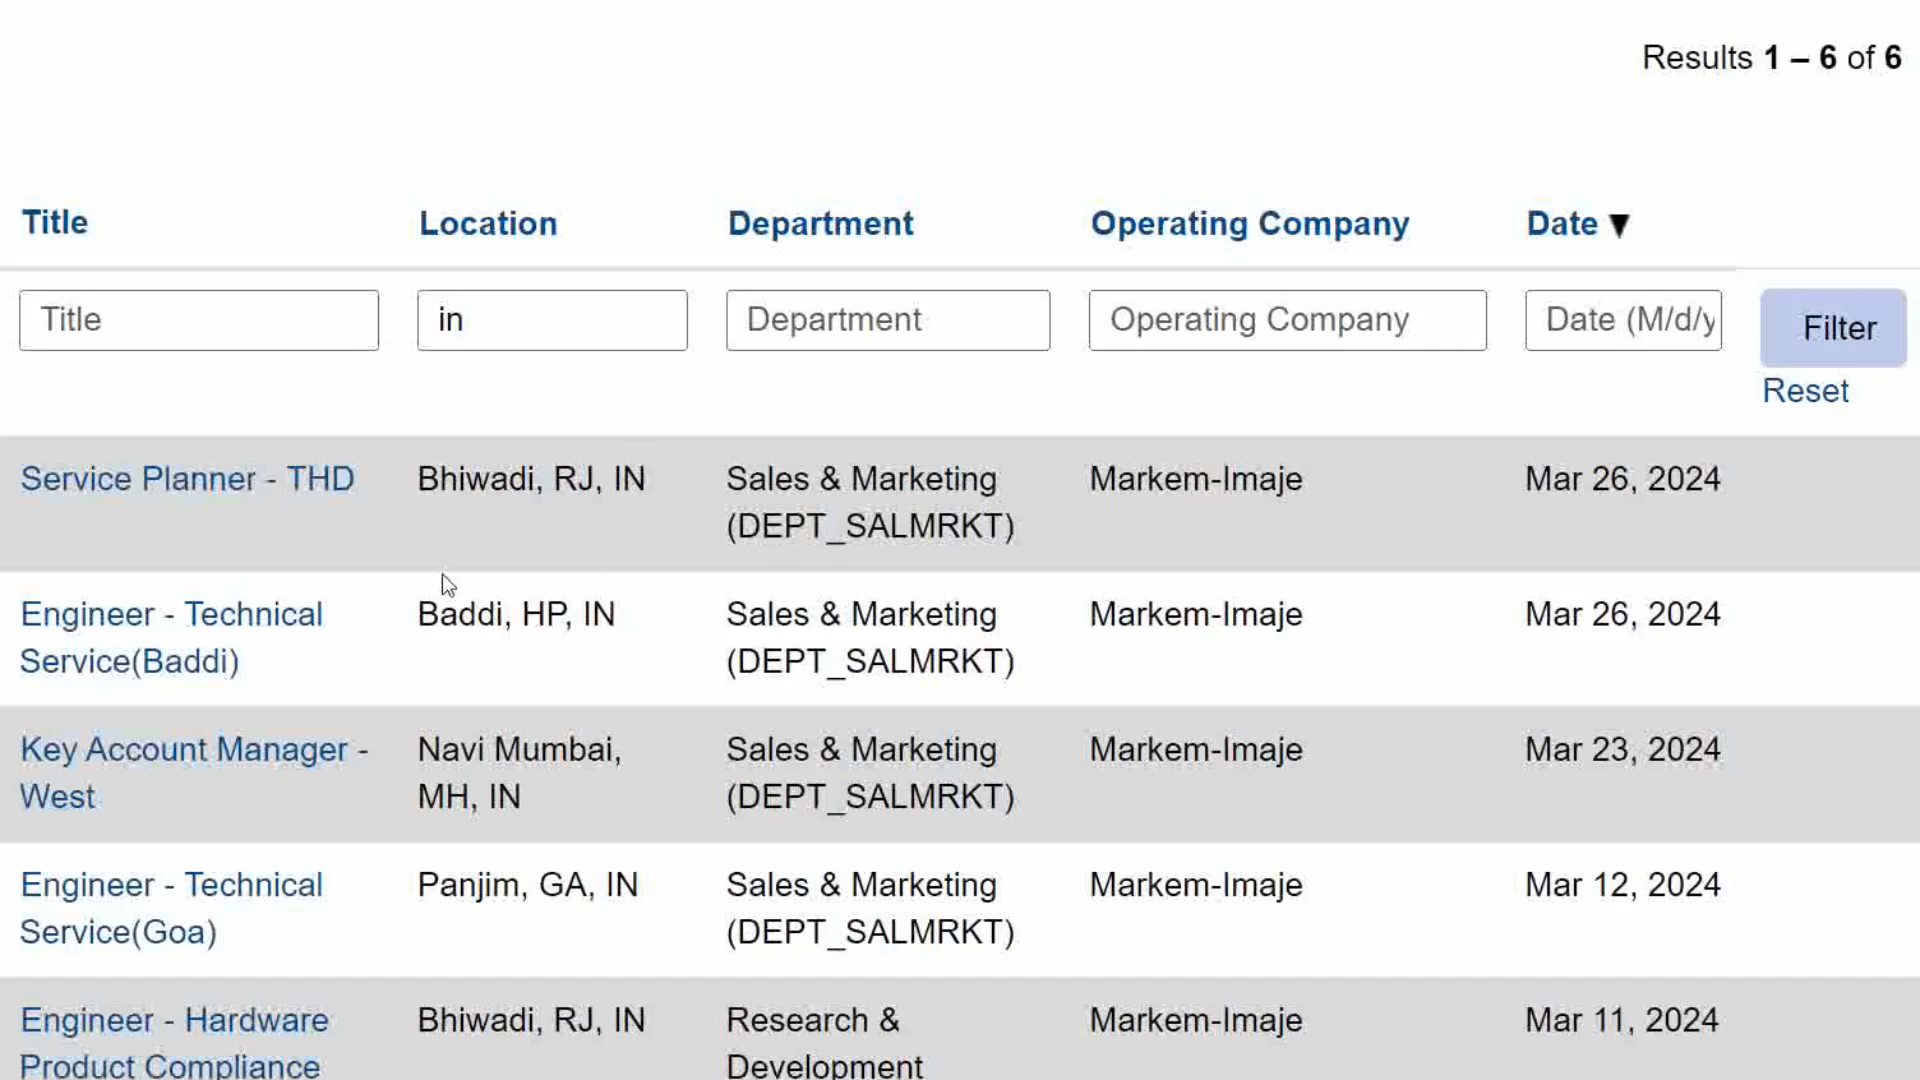 Results 1 – 6 of 6
Title Location Department Operating Company Date ▼
Title in Department Operating Company Date (M/d/y Filter
Reset
Service Planner - THD Bhiwadi, RJ, IN Sales & Marketing Markem-Imaje Mar 26, 2024
(DEPT_SALMRKT)
Engineer - Technical Baddi, HP, IN Sales & Marketing Markem-Imaje Mar 26, 2024
Service(Baddi) (DEPT_SALMRKT)
Key Account Manager - Navi Mumbai, Sales & Marketing Markem-Imaje Mar 23, 2024
West MH, IN (DEPT_SALMRKT)
Engineer - Technical Panjim, GA, IN Sales & Marketing Markem-Imaje Mar 12, 2024
Service(Goa) (DEPT_SALMRKT)
Engineer - Hardware Bhiwadi, RJ, IN Research & Markem-Imaje Mar 11, 2024
Product Compliance Development